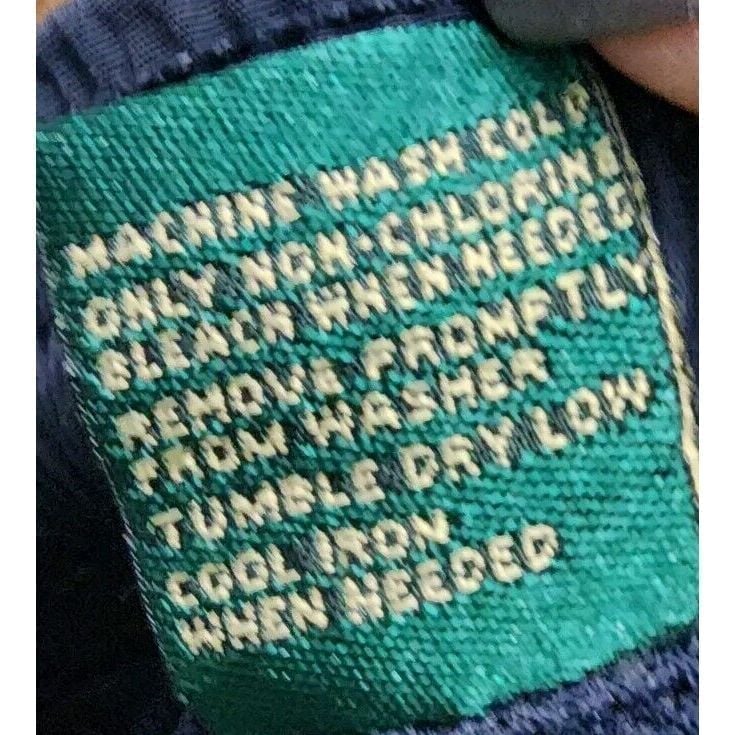 MACHINE WASH COLD
ONLY NON-CHLORINE
BLEACH WHEN NEEDED
REMOVE PROMPTLY
FROM WASHER
TUMBLE DRY LOW
COOL IRON
WHEN NEEDED